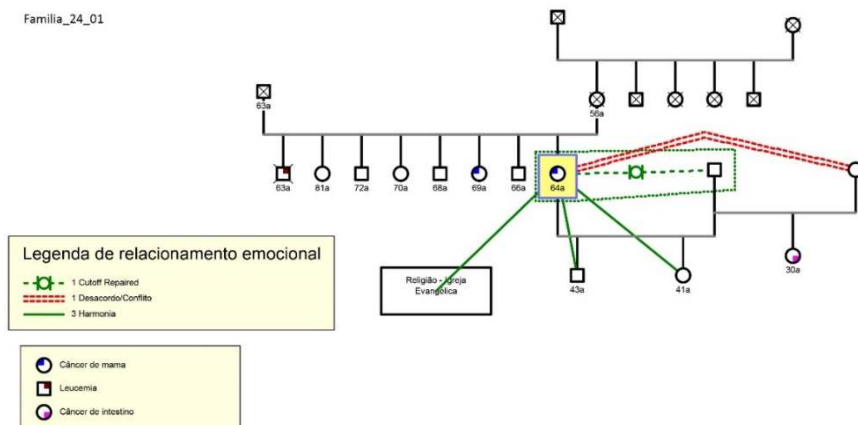 Familia_24_01
63a
56a
63a
81a
72a
70a
68a
69a
66a
64a
Legenda de relacionamento emocional
1 Cutoff Repaired
1 Desacordo/Conflito
3 Harmonia
Religião - Igreja
Evangélica
43a
41a
30a
Câncer de mama
Leucemia
Câncer de intestino